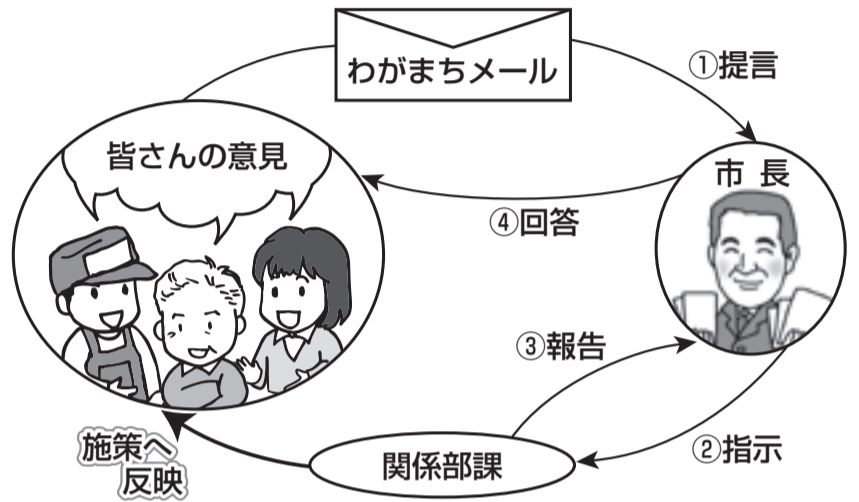 わがまちメール
①提言
皆さんの意見
市長
④回答
③報告
②指示
関係部課
施策へ
反映